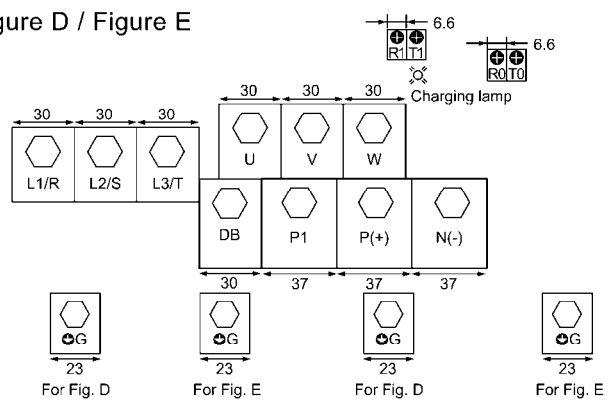 gure D / Figure E
6.6
R1 T1
6.6
R0 T0
Charging lamp
30 30 30
30 30 30
U V W
L1/R L2/S L3/T
DB P1 P(+) N(-)
30 37 37 37
G G G G
23 23 23 23
For Fig. D For Fig. E For Fig. D For Fig. E